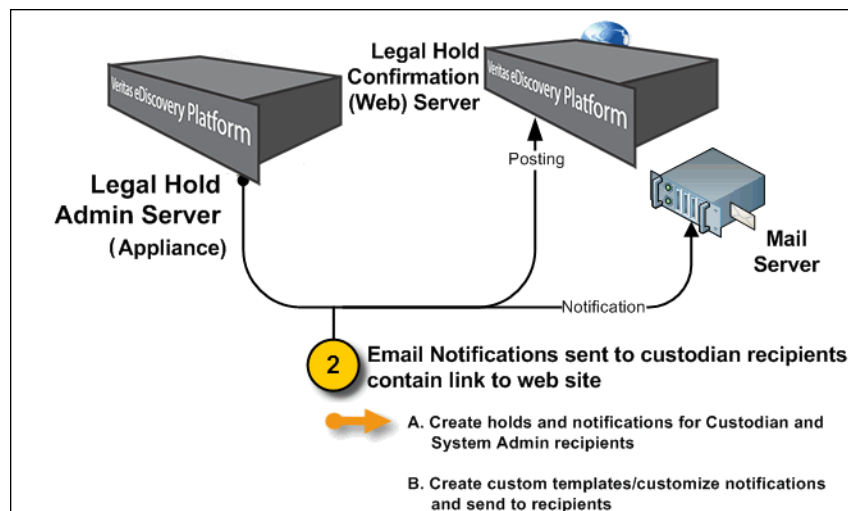 Veritas eDiscovery Platform
Legal Hold
Admin Server
(Appliance)
Legal Hold
Confirmation
(Web) Server
Veritas eDiscovery Platform
Posting
Mail
Server
Notification
2
Email Notifications sent to custodian recipients
contain link to web site
A. Create holds and notifications for Custodian and
System Admin recipients
B. Create custom templates/customize notifications
and send to recipients